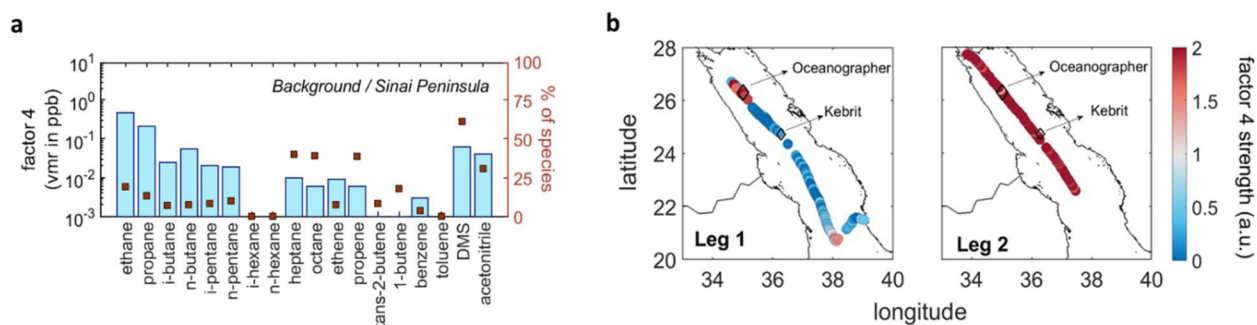 a
Background / Sinai Peninsula
factor 4
(vmr in ppb)
10¹
10⁰
10⁻¹
10⁻²
10⁻³
100
75
50
25
0
% of species
ethane
propane
i-butane
n-butane
i-pentane
n-pentane
i-hexane
n-hexane
heptane
octane
ethene
propene
tans-2-butene
1-butene
benzene
toluene
DMS
acetonitrile
b
28
26
24
22
20
latitude
Oceanographer
Kebrit
Leg 1
34 36 38 40
Oceanographer
Kebrit
Leg 2
34 36 38 40
longitude
2
1.5
1
0.5
0
factor 4 strength (a.u.)